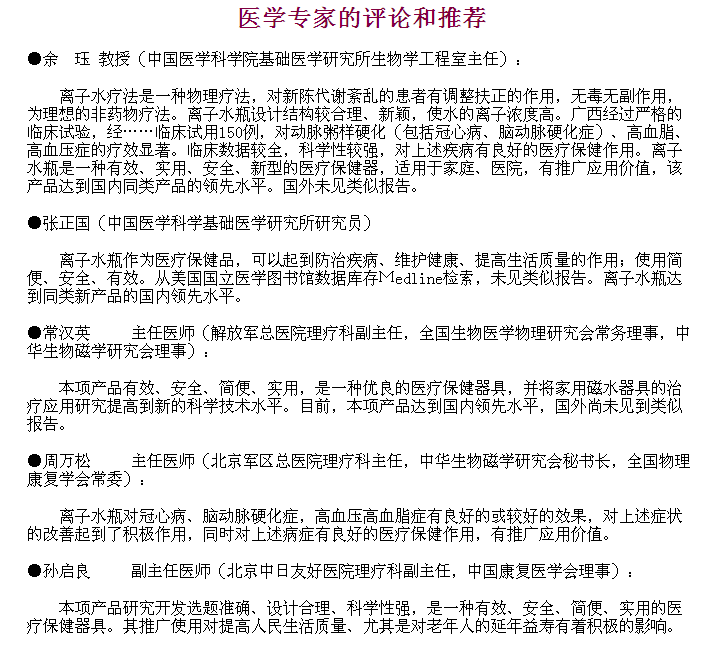 医学专家的评论和推荐
●余　珏 教授（中国医学科学院基础医学研究所生物学工程室主任）：
离子水疗法是一种物理疗法，对新陈代谢紊乱的患者有调整扶正的作用，无毒无副作用，
为理想的非药物疗法。离子水瓶设计结构较合理、新颖，使水的离子浓度高。广西经过严格的
临床试验，经……临床试用150例，对动脉粥样硬化（包括冠心病、脑动脉硬化症）、高血脂、
高血压症的疗效显著。临床数据较全，科学性较强，对上述疾病有良好的医疗保健作用。离子
水瓶是一种有效、实用、安全、新型的医疗保健器，适用于家庭、医院，有推广应用价值，该
产品达到国内同类产品的领先水平。国外未见类似报告。
●张正国（中国医学科学基础医学研究所研究员）
离子水瓶作为医疗保健品，可以起到防治疾病、维护健康、提高生活质量的作用；使用简
便、安全、有效。从美国国立医学图书馆数据库存Medline检索，未见类似报告。离子水瓶达
到同类新产品的国内领先水平。
●常汉英　　主任医师（解放军总医院理疗科副主任，全国生物医学物理研究会常务理事，中
华生物磁学研究会理事）：
本项产品有效、安全、简便、实用，是一种优良的医疗保健器具，并将家用磁水器具的治
疗应用研究提高到新的科学技术水平。目前，本项产品达到国内领先水平，国外尚未见到类似
报告。
●周万松　　主任医师（北京军区总医院理疗科主任，中华生物磁学研究会秘书长，全国物理
康复学会常委）：
离子水瓶对冠心病、脑动脉硬化症，高血压高血脂症有良好的或较好的效果，对上述症状
的改善起到了积极作用，同时对上述病症有良好的医疗保健作用，有推广应用价值。
●孙启良　　副主任医师（北京中日友好医院理疗科副主任，中国康复医学会理事）：
本项产品研究开发选题准确、设计合理、科学性强，是一种有效、安全、简便、实用的医
疗保健器具。其推广使用对提高人民生活质量、尤其是对老年人的延年益寿有着积极的影响。